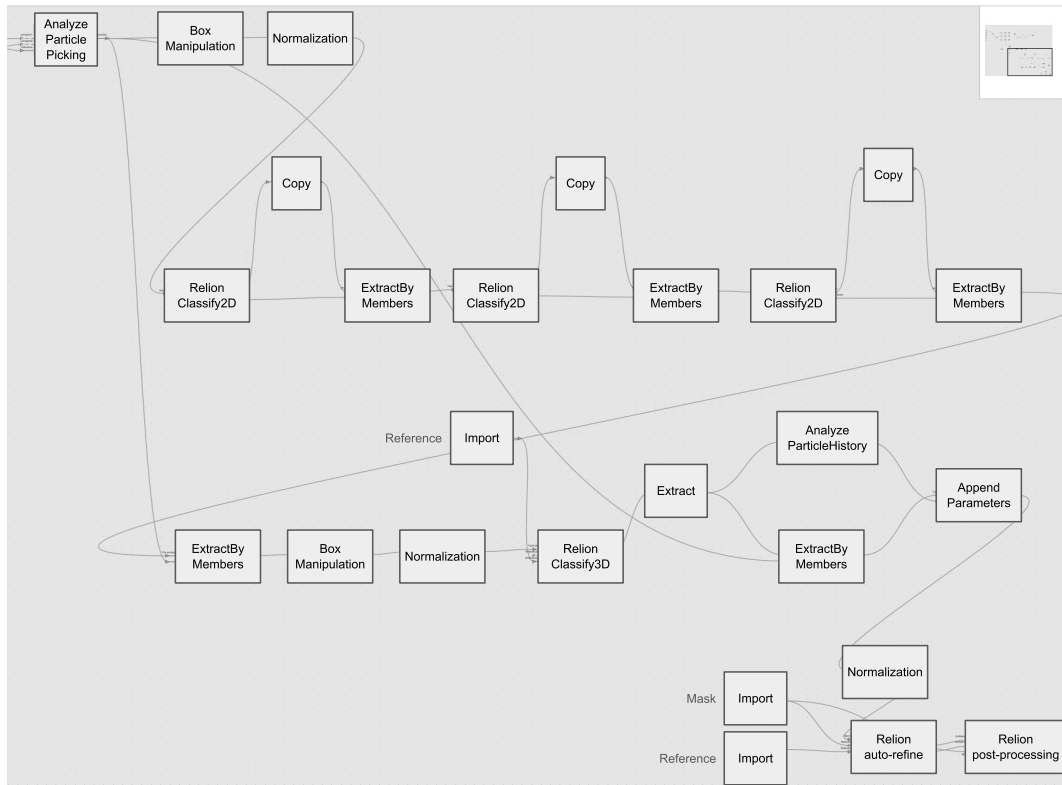 Analyze
Particle
Picking
Box
Manipulation
Normalization
Copy
Copy
Copy
Relion
Classify2D
ExtractBy
Members
Relion
Classify2D
ExtractBy
Members
Relion
Classify2D
ExtractBy
Members
Reference
Import
Analyze
ParticleHistory
Extract
Append
Parameters
ExtractBy
Members
Box
Manipulation
Normalization
Relion
Classify3D
ExtractBy
Members
Normalization
Mask
Import
Relion
auto-refine
Relion
post-processing
Reference
Import